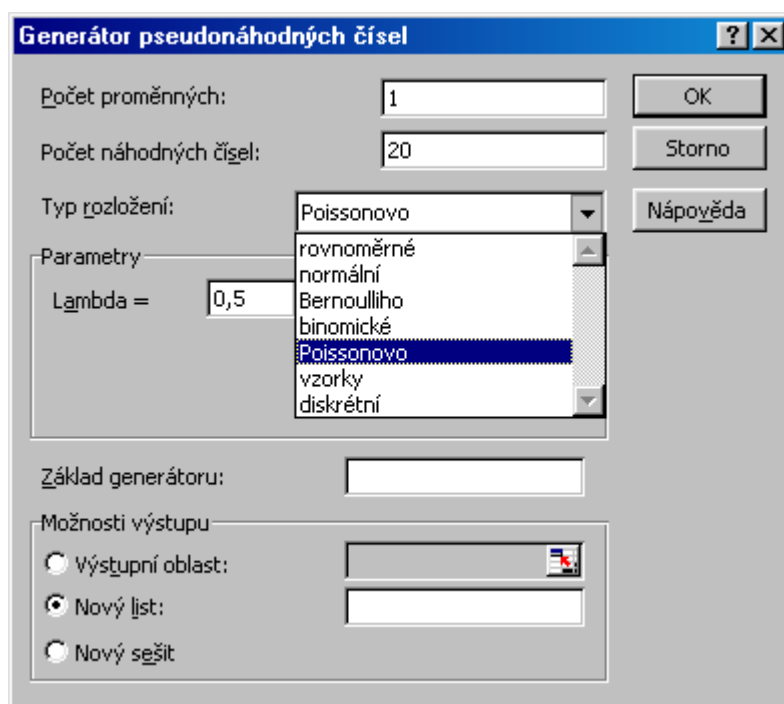 Generátor pseudonáhodných čísel
Počet proměnných: 1 OK
Počet náhodných čísel: 20 Storno
Typ rozložení: Poissonovo Nápověda
rovnoměrné
normální
Bernoulliho
binomické
Poissonovo
vzorky
diskrétní
Parametry
Lambda = 0,5
Základ generátoru:
Možnosti výstupu
Výstupní oblast:
Nový list:
Nový sešit